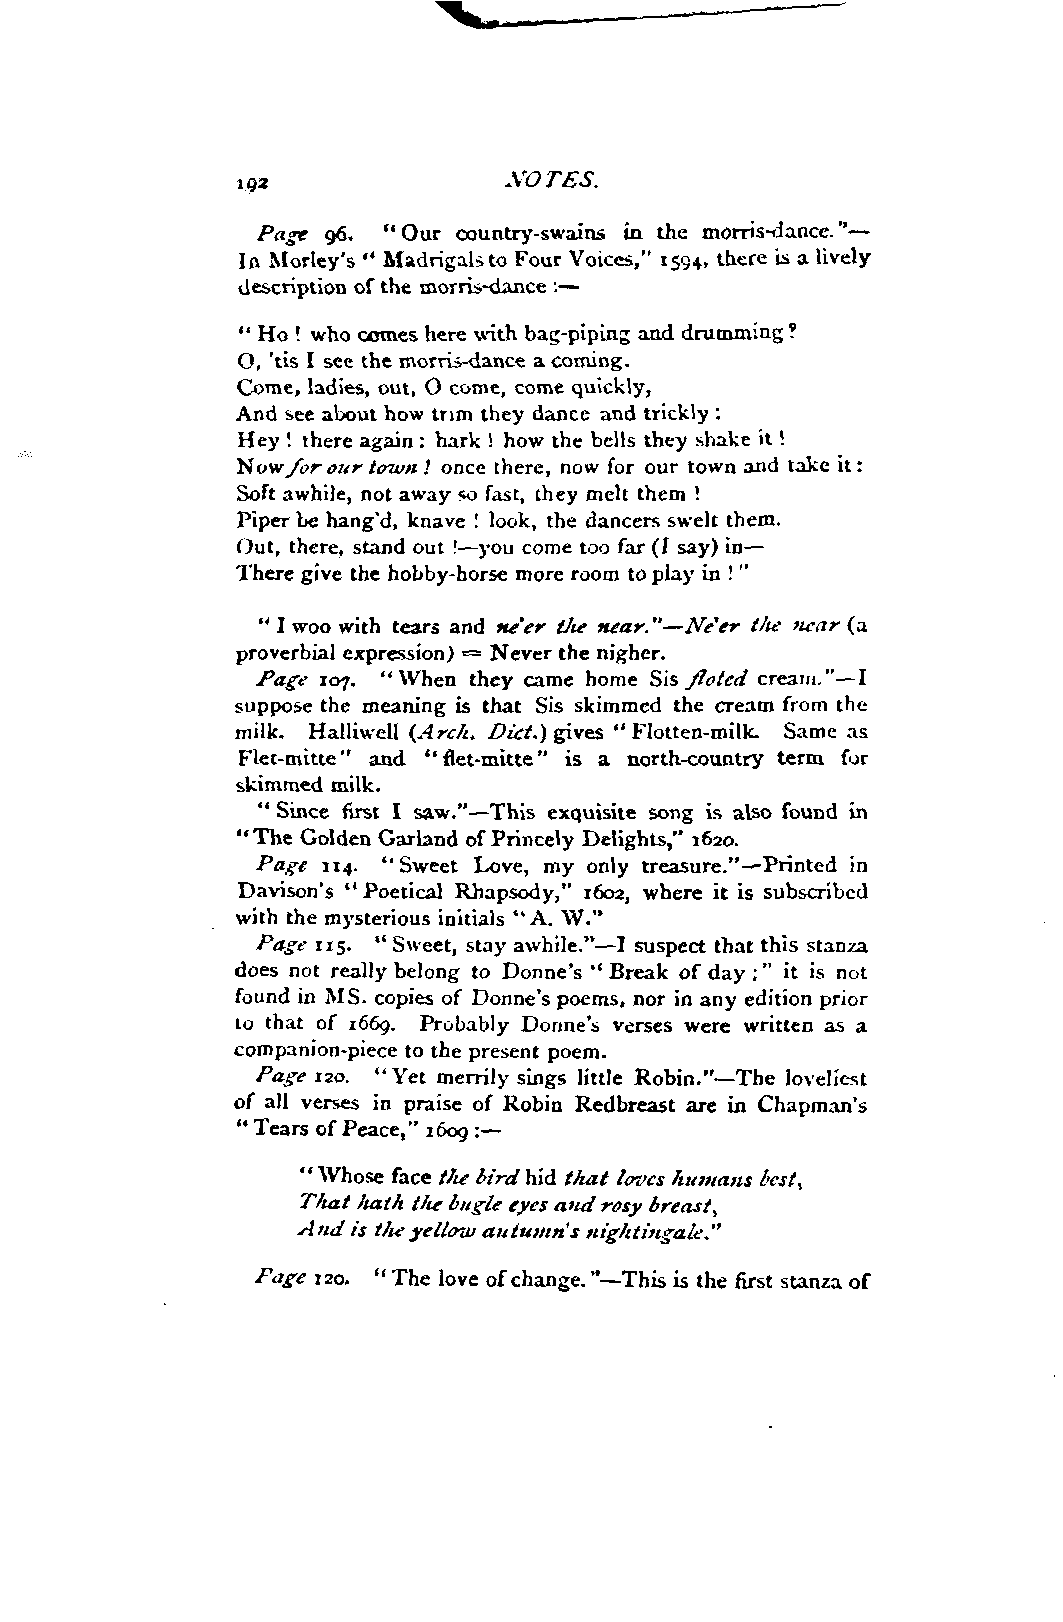 192 NOTES.
Page 96. "Our country-swains in the morris-dance."—
In Morley's "Madrigals to Four Voices," 1594, there is a lively
description of the morris-dance :—
"Ho ! who comes here with bag-piping and drumming ?
O, 'tis I see the morris-dance a coming.
Come, ladies, out, O come, come quickly,
And see about how trim they dance and trickly :
Hey ! there again : hark ! how the bells they shake it !
Now for our town ! once there, now for our town and take it :
Soft awhile, not away so fast, they melt them !
Piper be hang'd, knave ! look, the dancers swelt them.
Out, there, stand out !—you come too far (I say) in—
There give the hobby-horse more room to play in !"
"I woo with tears and ne'er the near."—Ne'er the near (a
proverbial expression) = Never the nigher.
Page 107. "When they came home Sis floted cream."—I
suppose the meaning is that Sis skimmed the cream from the
milk. Halliwell (Arch. Dict.) gives "Flotten-milk. Same as
Flet-mitte" and "flet-mitte" is a north-country term for
skimmed milk.
"Since first I saw."—This exquisite song is also found in
"The Golden Garland of Princely Delights," 1620.
Page 114. "Sweet Love, my only treasure."—Printed in
Davison's "Poetical Rhapsody," 1602, where it is subscribed
with the mysterious initials "A. W."
Page 115. "Sweet, stay awhile."—I suspect that this stanza
does not really belong to Donne's "Break of day ;" it is not
found in MS. copies of Donne's poems, nor in any edition prior
to that of 1669. Probably Donne's verses were written as a
companion-piece to the present poem.
Page 120. "Yet merrily sings little Robin."—The loveliest
of all verses in praise of Robin Redbreast are in Chapman's
"Tears of Peace," 1609 :—
"Whose face the bird hid that loves humans best,
That hath the bugle eyes and rosy breast,
And is the yellow autumn's nightingale."
Page 120. "The love of change."—This is the first stanza of